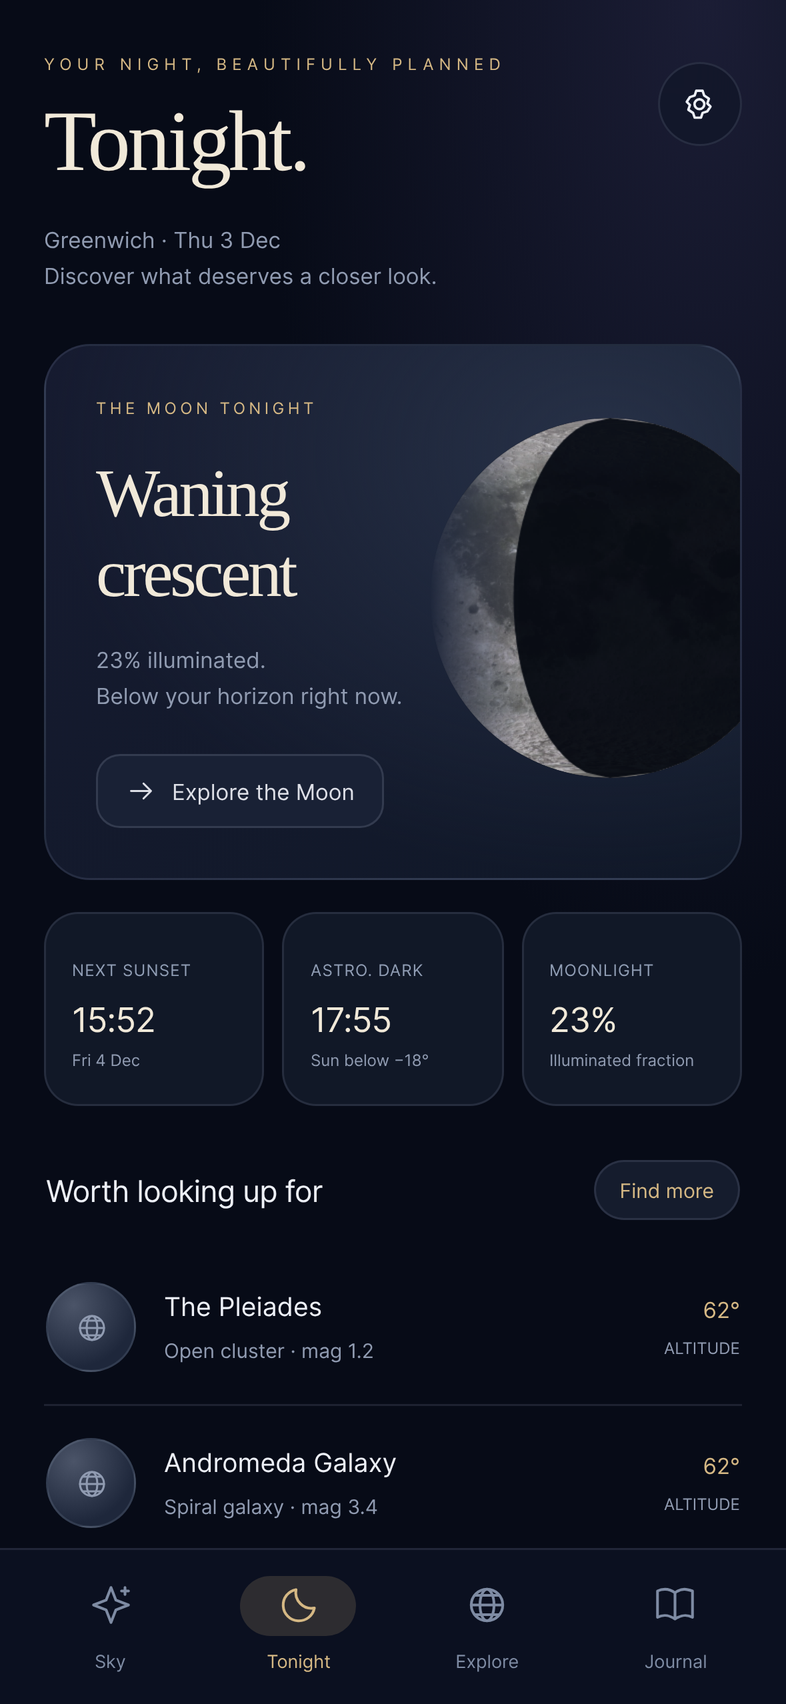 YOUR NIGHT, BEAUTIFULLY PLANNED
Tonight.
Greenwich · Thu 3 Dec
Discover what deserves a closer look.
THE MOON TONIGHT
Waning
crescent
23% illuminated.
Below your horizon right now.
→ Explore the Moon
NEXT SUNSET
15:52
Fri 4 Dec
ASTRO. DARK
17:55
Sun below −18°
MOONLIGHT
23%
Illuminated fraction
Worth looking up for
Find more
The Pleiades
Open cluster · mag 1.2
62°
ALTITUDE
Andromeda Galaxy
Spiral galaxy · mag 3.4
62°
ALTITUDE
Sky
Tonight
Explore
Journal